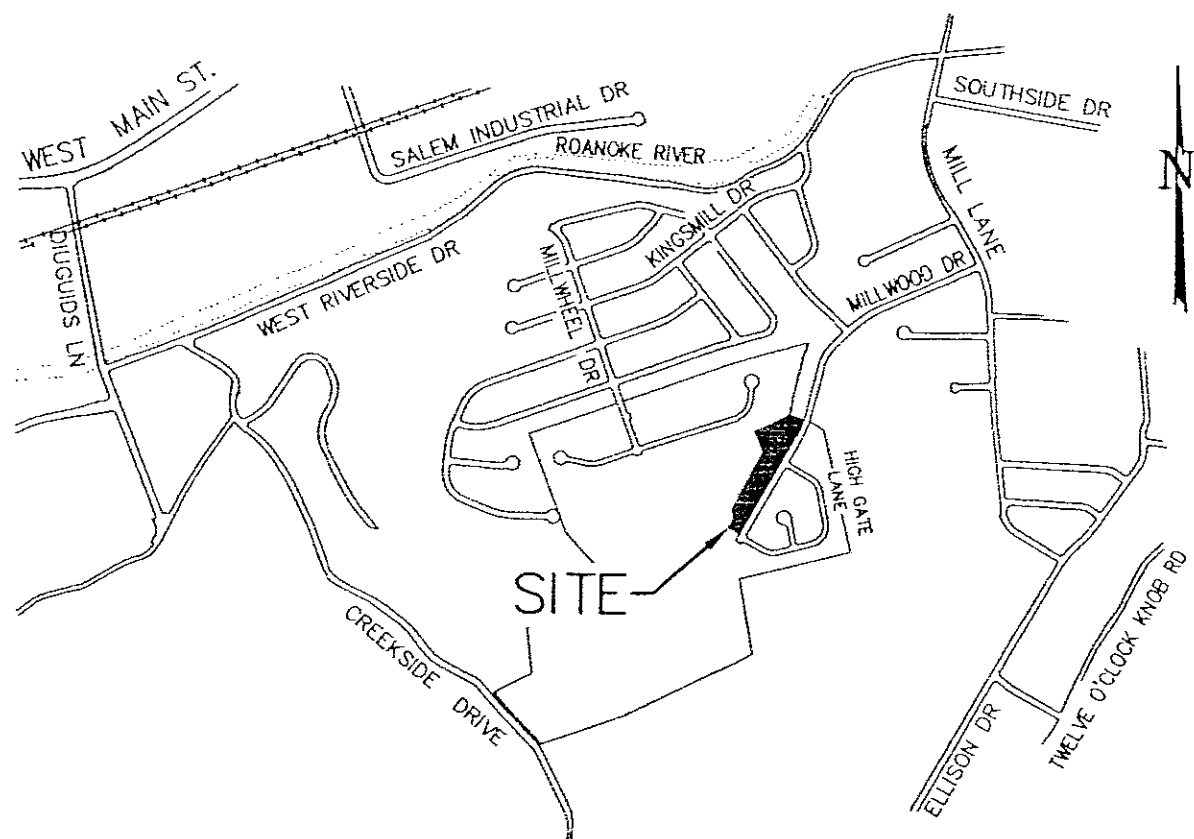 WEST MAIN ST.
SALEM INDUSTRIAL DR
SOUTHSIDE DR
ROANOKE RIVER
N
MILL LANE
KINGSMILL DR
DIUGUIDS LN
WEST RIVERSIDE DR
MILLWHEEL DR
MILLWOOD DR
HIGH GATE
LANE
SITE
CREEKSIDE DRIVE
ELLISON DR
TWELVE O'CLOCK KNOB RD